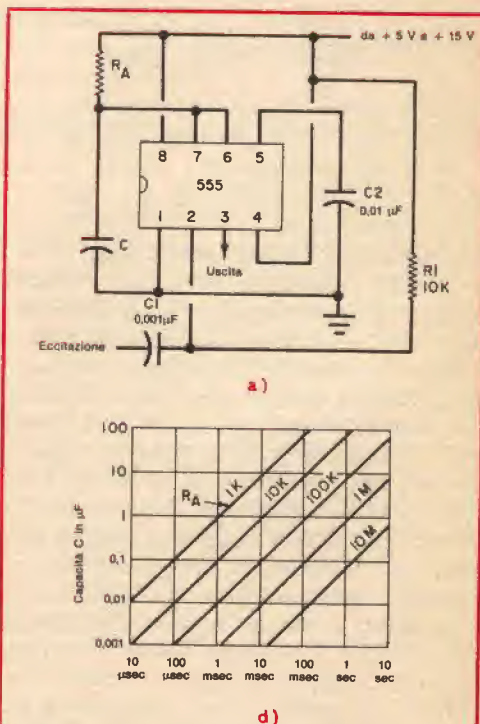 da + 5 V a + 15 V
RA
8 7 6 5
555
1 2 3 4
C2
0,01 µF
C
Uscita
R1
10K
C1
0,001µF
Eccitazione
a)
Capacità C in µF
100
10
1
0,1
0,01
0,001
RA
1K
10K
100K
1M
10M
10 µsec
100 µsec
1 msec
10 msec
100 msec
1 sec
10 sec
d)